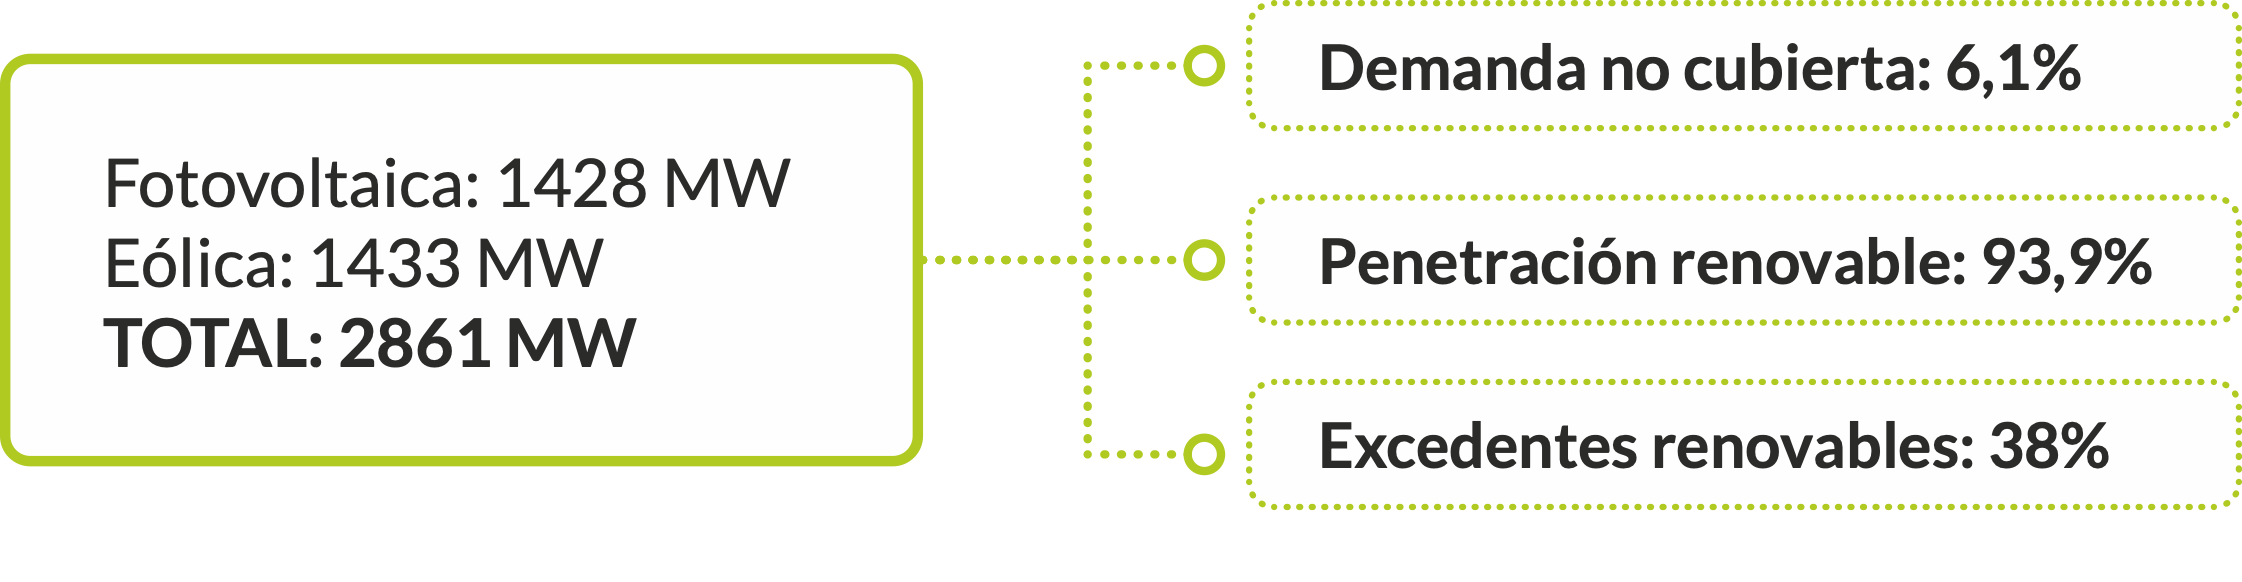 Fotovoltaica: 1428 MW
Eólica: 1433 MW
TOTAL: 2861 MW
Demanda no cubierta: 6,1%
Penetración renovable: 93,9%
Excedentes renovables: 38%